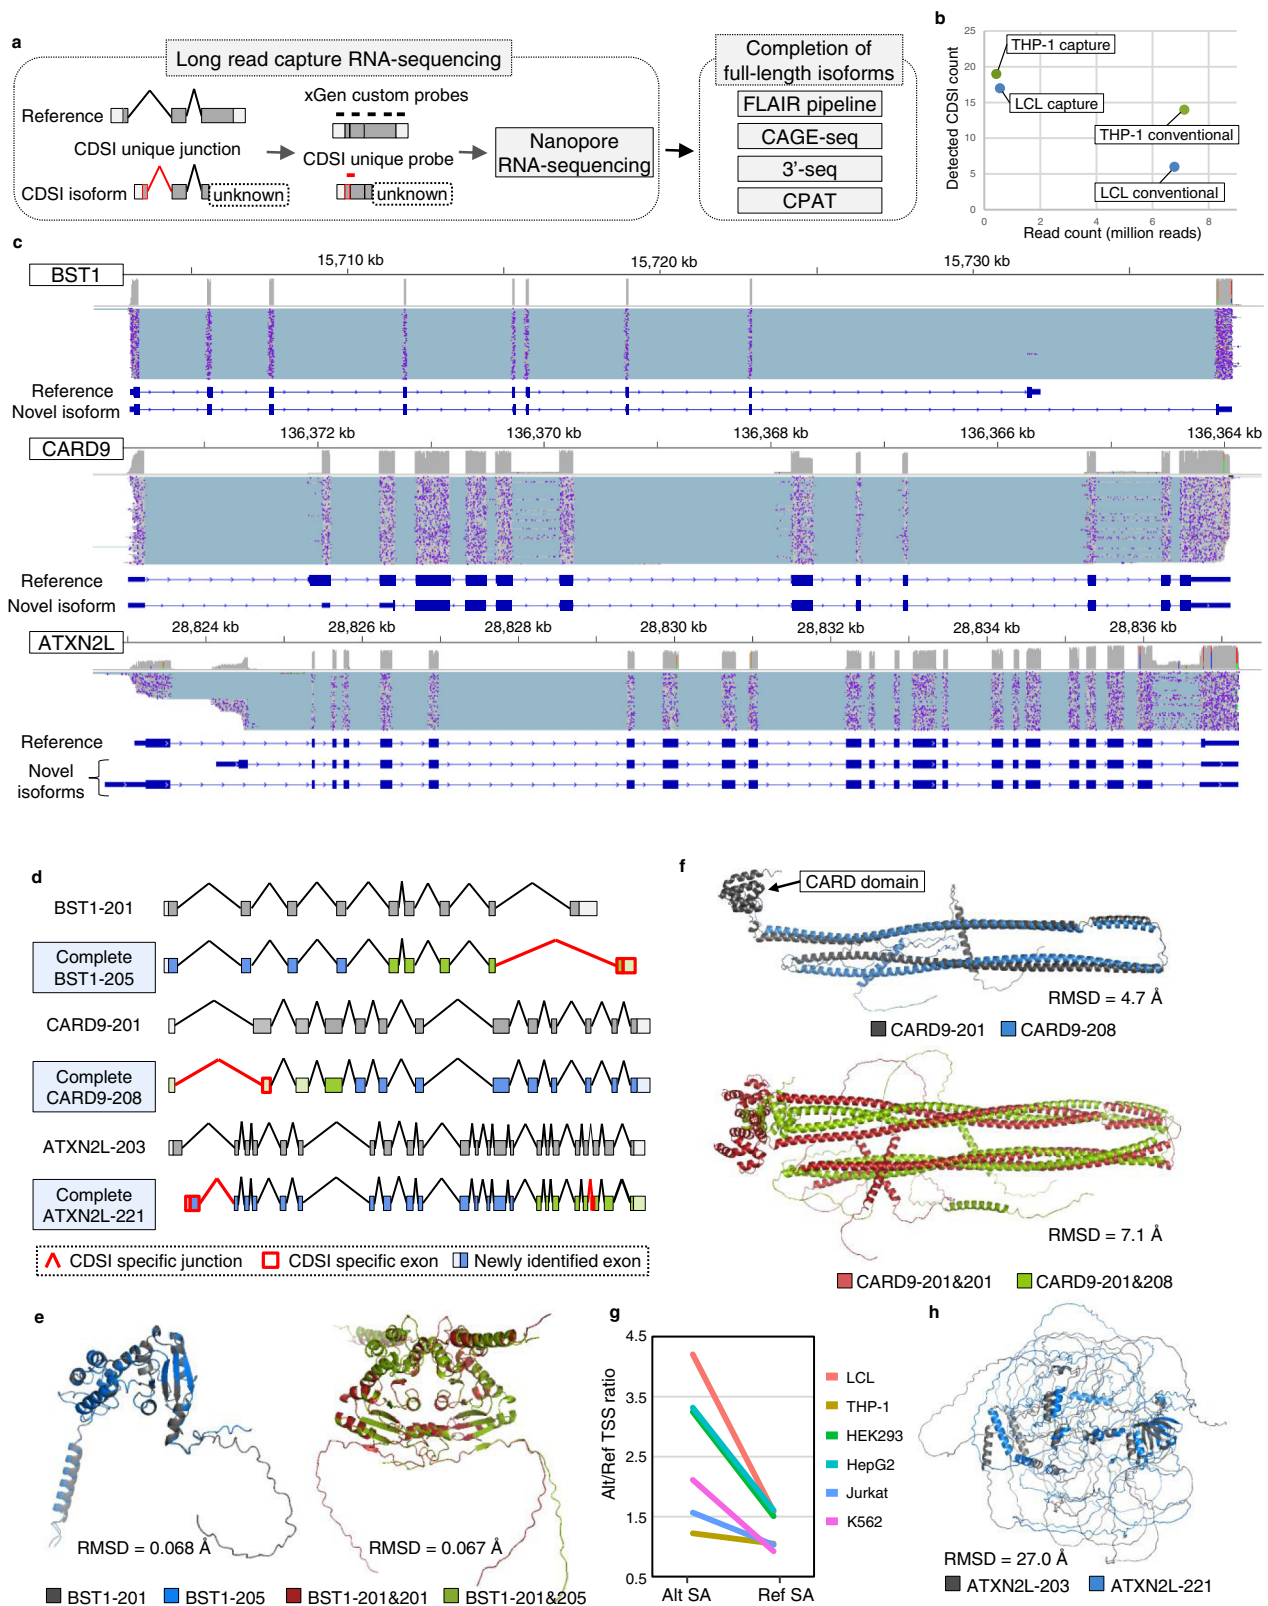 a
Long read capture RNA-sequencing
Reference
CDSI unique junction
CDSI isoform
unknown
xGen custom probes
CDSI unique probe
unknown
Nanopore
RNA-sequencing
Completion of
full-length isoforms
FLAIR pipeline
CAGE-seq
3'-seq
CPAT
b
Detected CDSI count
25
20
15
10
5
0
THP-1 capture
LCL capture
THP-1 conventional
LCL conventional
0 2 4 6 8
Read count (million reads)
c
BST1
15,710 kb 15,720 kb 15,730 kb
Reference
Novel isoform
CARD9
136,372 kb 136,370 kb 136,368 kb 136,366 kb 136,364 kb
Reference
Novel isoform
ATXN2L
28,824 kb 28,826 kb 28,828 kb 28,830 kb 28,832 kb 28,834 kb 28,836 kb
Reference
Novel
isoforms
d
BST1-201
Complete
BST1-205
CARD9-201
Complete
CARD9-208
ATXN2L-203
Complete
ATXN2L-221
CDSI specific junction CDSI specific exon Newly identified exon
e
RMSD = 0.068 Å
RMSD = 0.067 Å
BST1-201 BST1-205 BST1-201&201 BST1-201&205
f
CARD domain
RMSD = 4.7 Å
CARD9-201 CARD9-208
RMSD = 7.1 Å
CARD9-201&201 CARD9-201&208
g
Alt/Ref TSS ratio
4.5
3.5
2.5
1.5
0.5
Alt SA Ref SA
LCL
THP-1
HEK293
HepG2
Jurkat
K562
h
RMSD = 27.0 Å
ATXN2L-203 ATXN2L-221